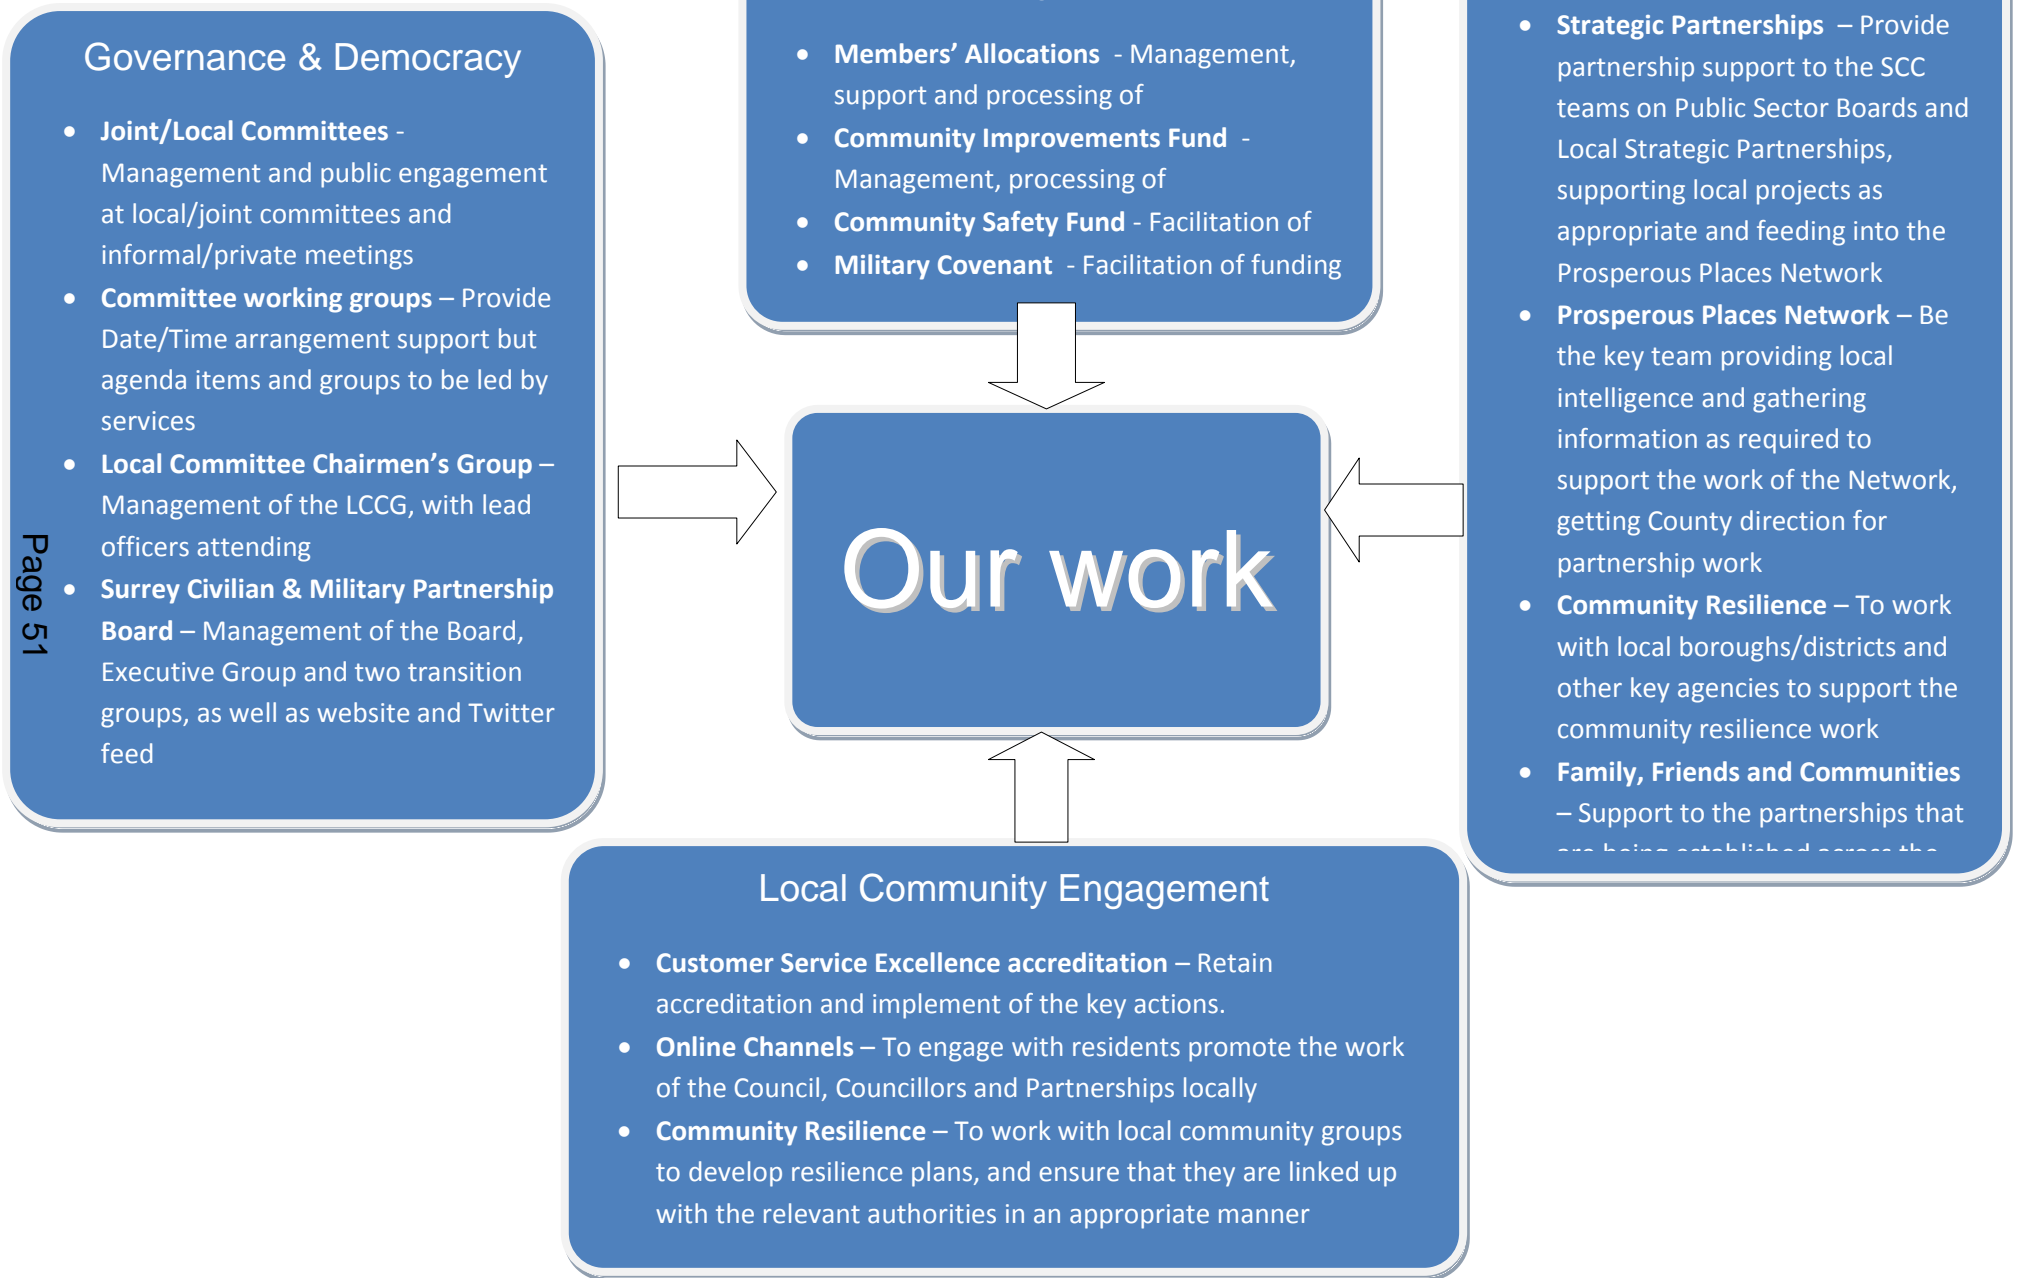 Governance & Democracy
• Joint/Local Committees -
Management and public engagement
at local/joint committees and
informal/private meetings
• Committee working groups – Provide
Date/Time arrangement support but
agenda items and groups to be led by
services
• Local Committee Chairmen’s Group –
Management of the LCCG, with lead
officers attending
• Surrey Civilian & Military Partnership
Board – Management of the Board,
Executive Group and two transition
groups, as well as website and Twitter
feed
• Members’ Allocations - Management,
support and processing of
• Community Improvements Fund -
Management, processing of
• Community Safety Fund - Facilitation of
• Military Covenant - Facilitation of funding
Our work
• Strategic Partnerships – Provide
partnership support to the SCC
teams on Public Sector Boards and
Local Strategic Partnerships,
supporting local projects as
appropriate and feeding into the
Prosperous Places Network
• Prosperous Places Network – Be
the key team providing local
intelligence and gathering
information as required to
support the work of the Network,
getting County direction for
partnership work
• Community Resilience – To work
with local boroughs/districts and
other key agencies to support the
community resilience work
• Family, Friends and Communities
– Support to the partnerships that
are being established across the
Local Community Engagement
• Customer Service Excellence accreditation – Retain
accreditation and implement of the key actions.
• Online Channels – To engage with residents promote the work
of the Council, Councillors and Partnerships locally
• Community Resilience – To work with local community groups
to develop resilience plans, and ensure that they are linked up
with the relevant authorities in an appropriate manner
Page 51